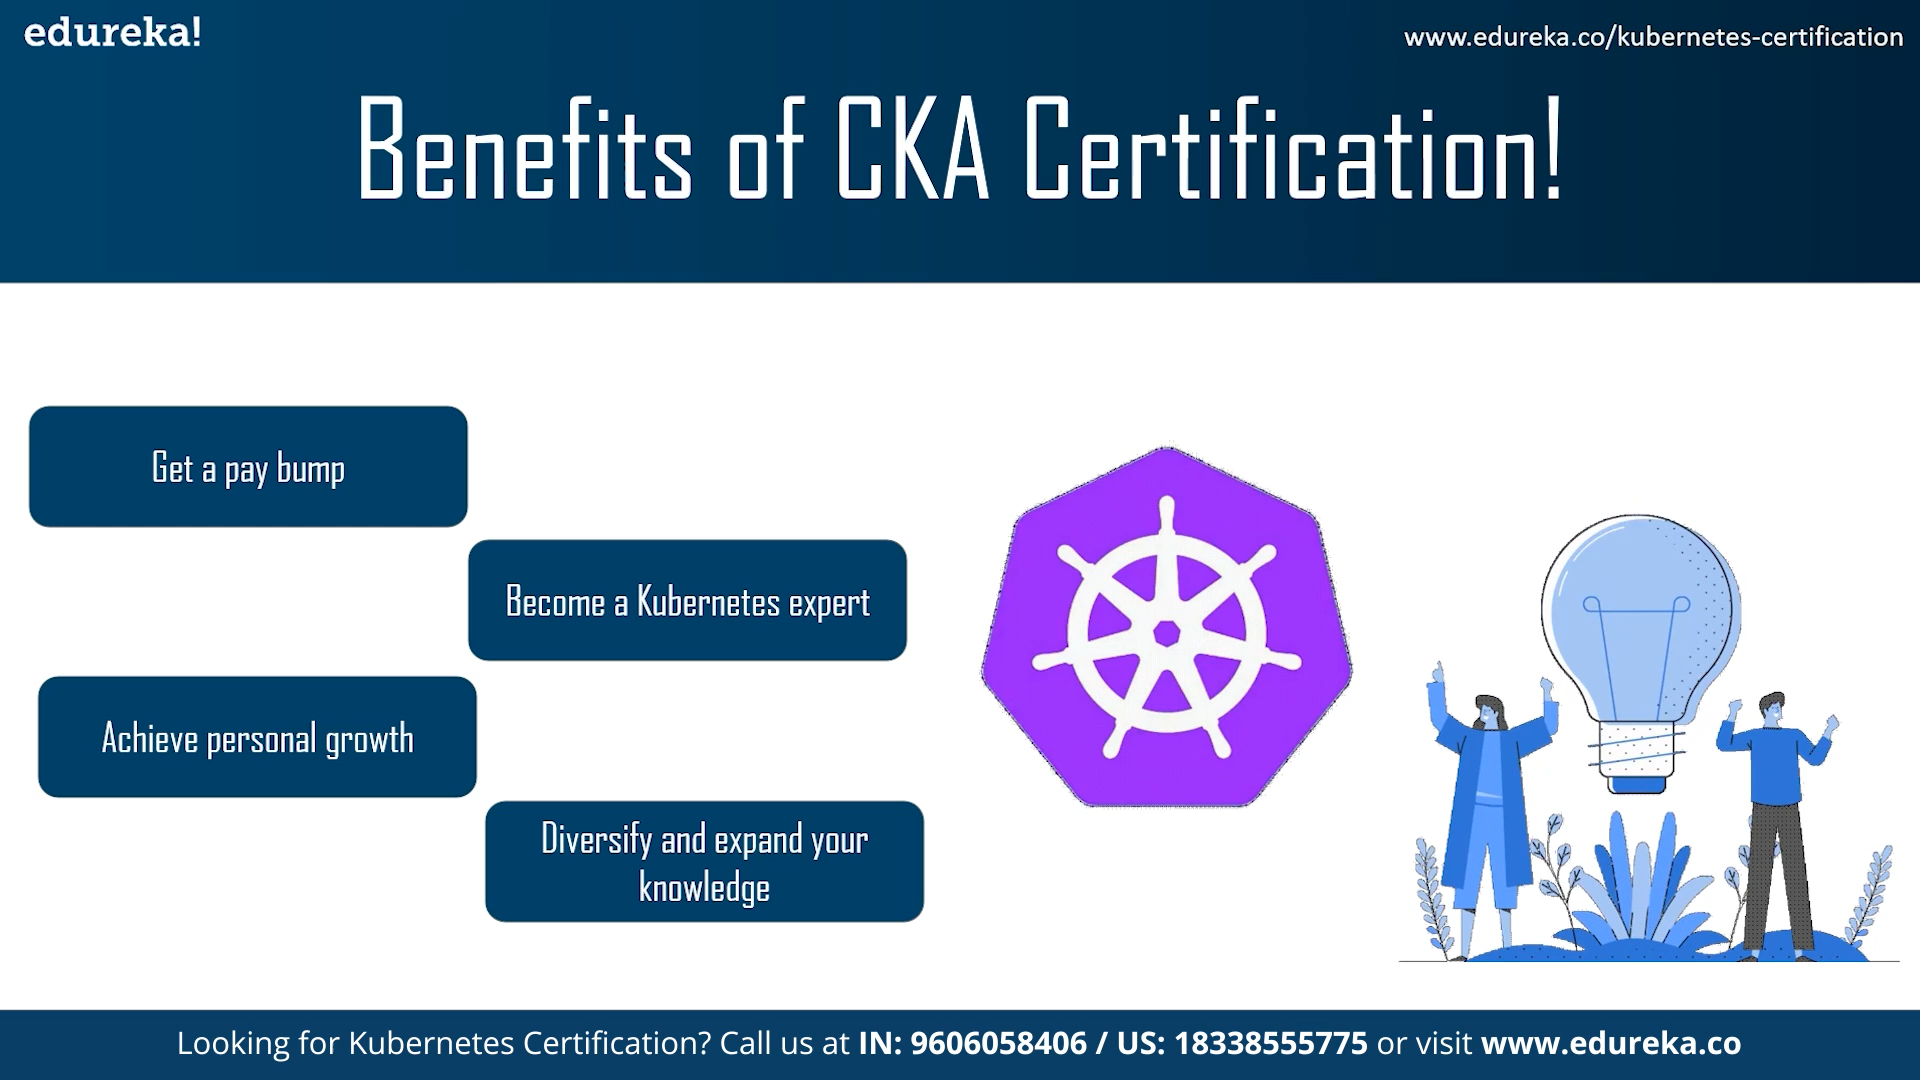 edureka!
www.edureka.co/kubernetes-certification
Benefits of CKA Certification!
Get a pay bump
Become a Kubernetes expert
Achieve personal growth
Diversify and expand your
knowledge
Looking for Kubernetes Certification? Call us at IN: 9606058406 / US: 18338555775 or visit www.edureka.co